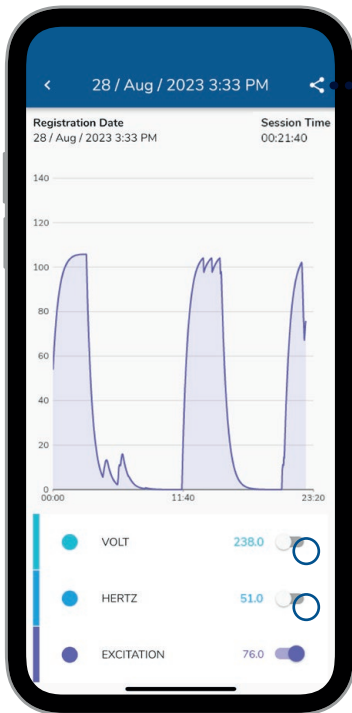 28 / Aug / 2023 3:33 PM
Registration Date Session Time
28 / Aug / 2023 3:33 PM 00:21:40
140
120
100
80
60
40
20
0
00:00 11:40 23:20
VOLT 238.0
HERTZ 51.0
EXCITATION 76.0